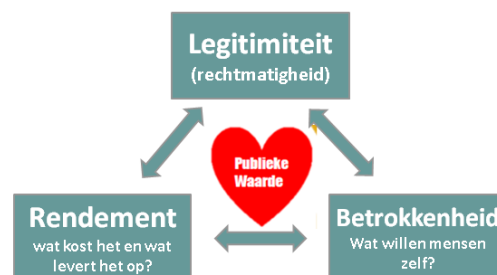 Legitimiteit
(rechtmatigheid)
Publieke
Waarde
Rendement
wat kost het en wat
levert het op?
Betrokkenheid
Wat willen mensen
zelf?